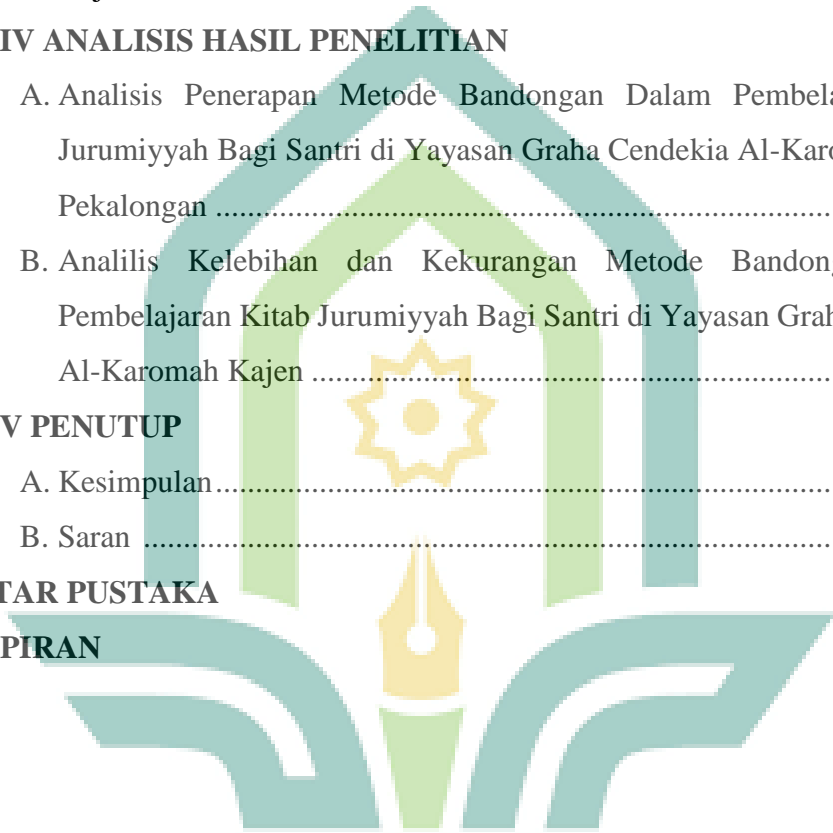 IV ANALISIS HASIL PENELITIAN
A. Analisis Penerapan Metode Bandongan Dalam Pembela
Jurumiyyah Bagi Santri di Yayasan Graha Cendekia Al-Karo
Pekalongan ................................................................................
B. Analilis Kelebihan dan Kekurangan Metode Bandong
Pembelajaran Kitab Jurumiyyah Bagi Santri di Yayasan Grah
Al-Karomah Kajen ....................................................................
V PENUTUP
A. Kesimpulan................................................................................
B. Saran ........................................................................................
TAR PUSTAKA
PIRAN